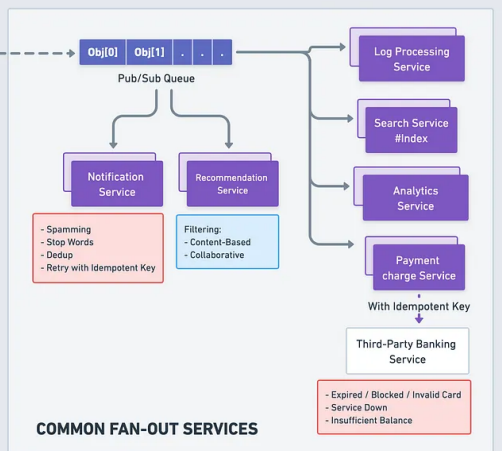 Obj[0] Obj[1] . . .
Pub/Sub Queue
Log Processing
Service
Search Service
#Index
Analytics
Service
Payment
charge Service
With Idempotent Key
Third-Party Banking
Service
- Expired / Blocked / Invalid Card
- Service Down
- Insufficient Balance
Notification
Service
- Spamming
- Stop Words
- Dedup
- Retry with Idempotent Key
Recommendation
Service
Filtering:
- Content-Based
- Collaborative
COMMON FAN-OUT SERVICES